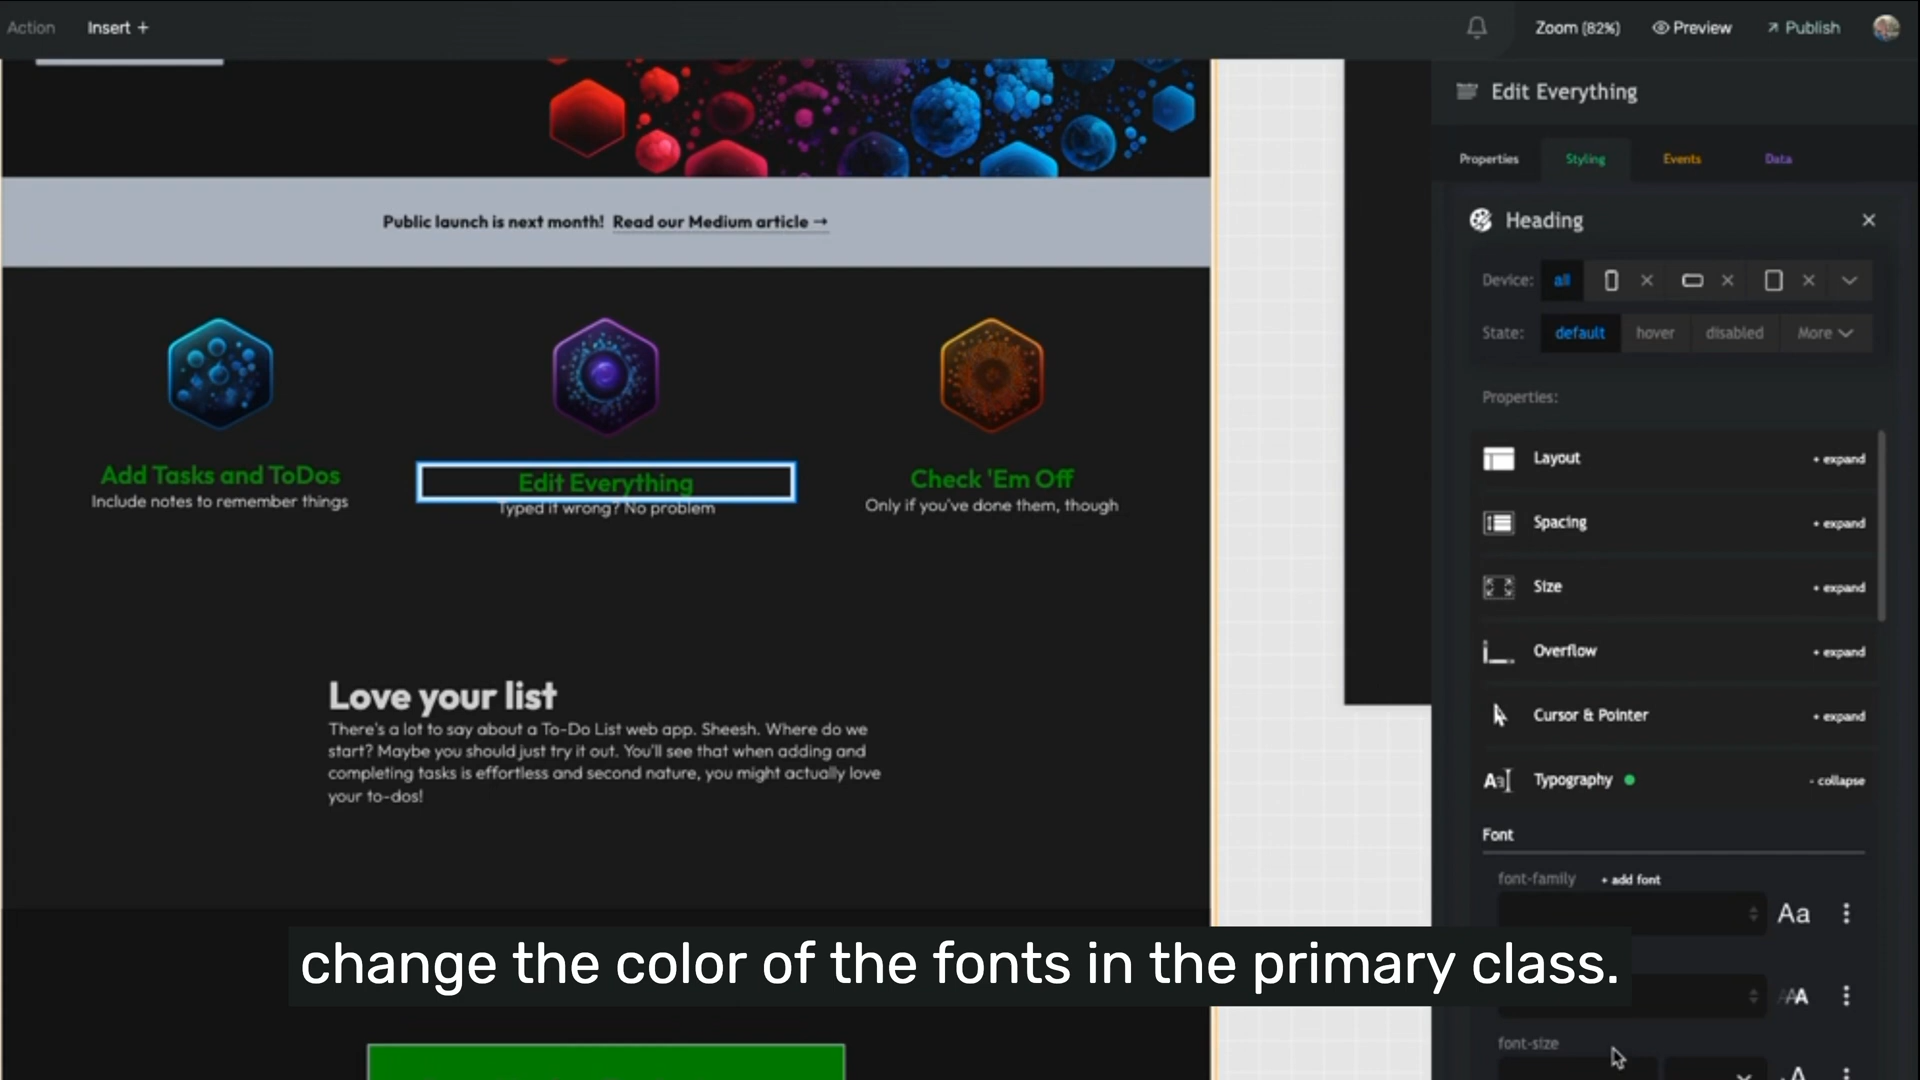 Action Insert + Zoom (82%) Preview Publish
Edit Everything
Properties Styling Events Data
Public launch is next month! Read our Medium article →
Heading
Device: all
State: default hover disabled More
Properties:
Layout + expand
Spacing + expand
Size + expand
Overflow + expand
Cursor & Pointer + expand
Typography - collapse
Font
font-family + add font
Aa
AAA
font-size
A
Add Tasks and ToDos
Include notes to remember things
Edit Everything
Typed it wrong? No problem
Check 'Em Off
Only if you've done them, though
Love your list
There's a lot to say about a To-Do List web app. Sheesh. Where do we
start? Maybe you should just try it out. You'll see that when adding and
completing tasks is effortless and second nature, you might actually love
your to-dos!
change the color of the fonts in the primary class.